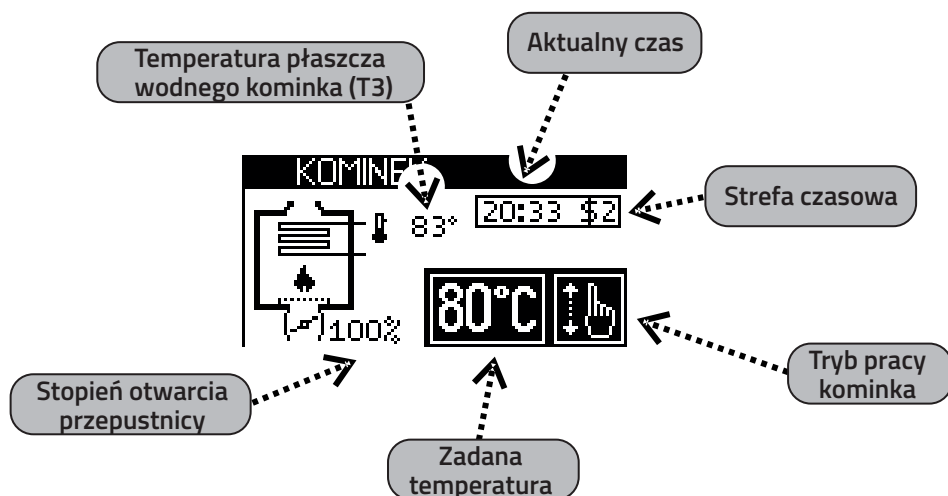 Temperatura płaszcza
wodnego kominka (T3)
Aktualny czas
KOMINEK
83°
20:33 $2
Strefa czasowa
80°C
100%
Stopień otwarcia
przepustnicy
Tryb pracy
kominka
Zadana
temperatura